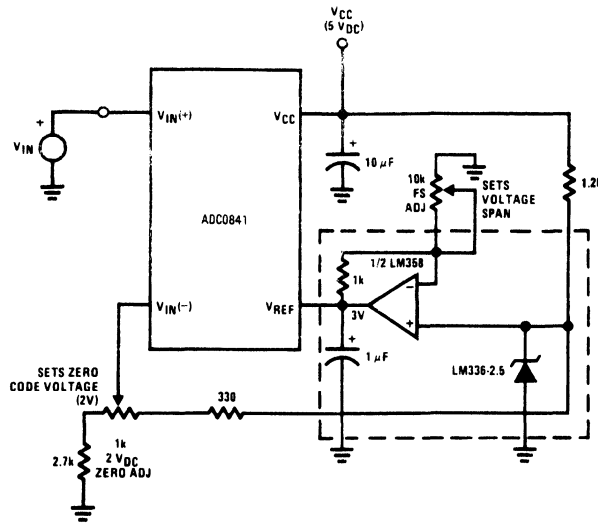 VCC
(5 VDC)
VIN(+)
VCC
+
VIN
+
10 µF
10k
FS
ADJ
SETS
VOLTAGE
SPAN
ADC0841
1/2 LM358
1k
−
VIN(−)
VREF
3V
+
+
1 µF
LM336-2.5
SETS ZERO
CODE VOLTAGE
(2V)
330
1k
2 VDC
ZERO ADJ
2.7k